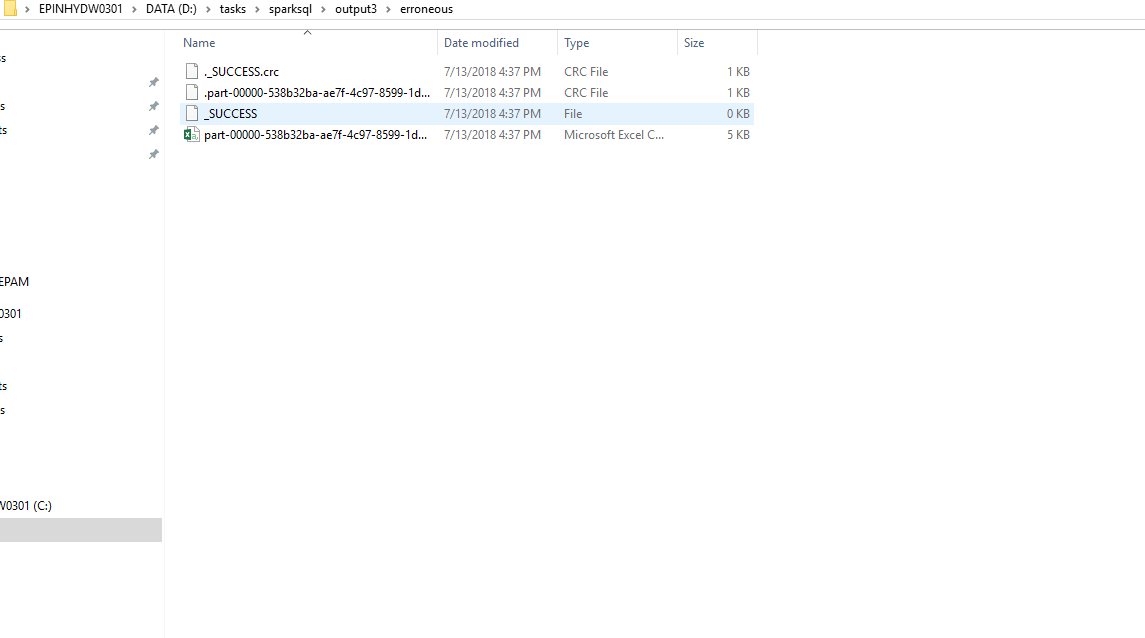 EPINHYDW0301 > DATA (D:) > tasks > sparksql > output3 > erroneous
Name Date modified Type Size
ss
._SUCCESS.crc 7/13/2018 4:37 PM CRC File 1 KB
.part-00000-538b32ba-ae7f-4c97-8599-1d... 7/13/2018 4:37 PM CRC File 1 KB
s
_SUCCESS 7/13/2018 4:37 PM File 0 KB
ts
part-00000-538b32ba-ae7f-4c97-8599-1d... 7/13/2018 4:37 PM Microsoft Excel C... 5 KB
EPAM
0301
s
ts
s
W0301 (C:)